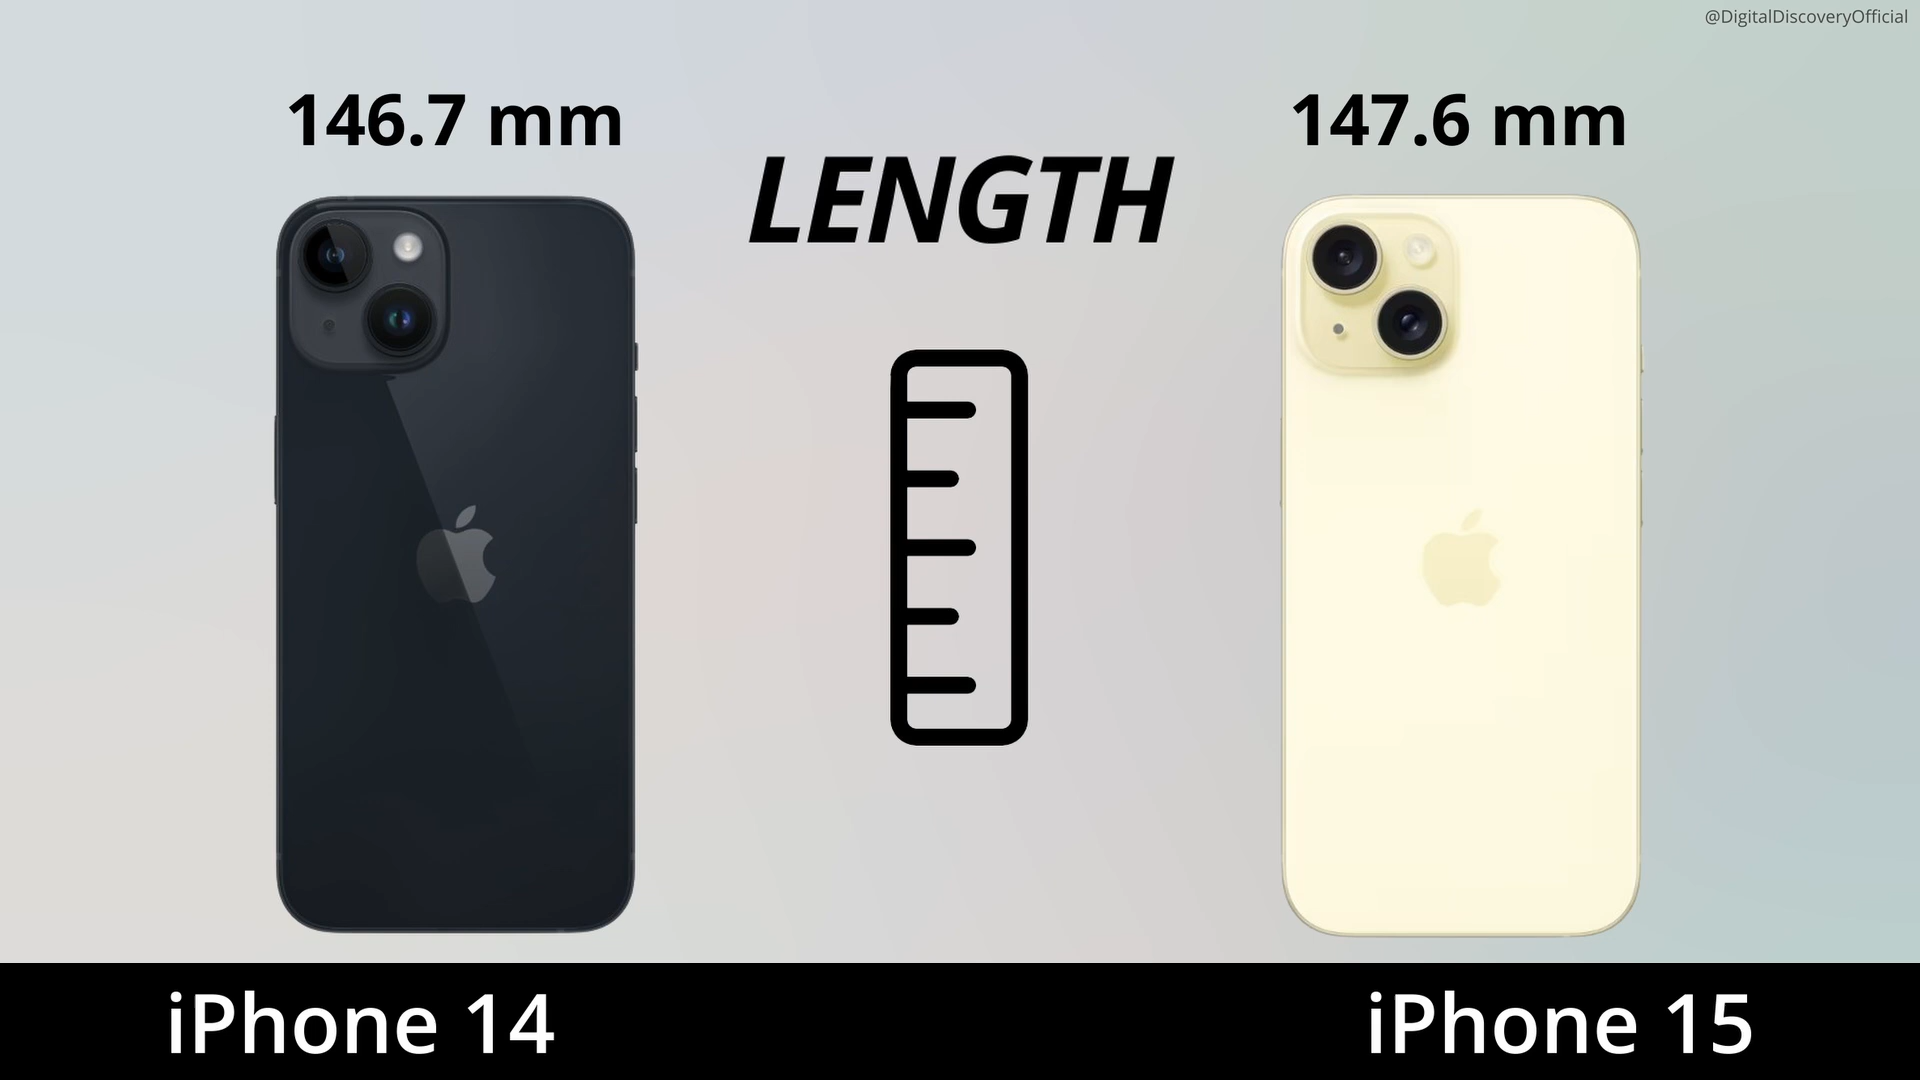 @DigitalDiscoveryOfficial
146.7 mm
147.6 mm
LENGTH
iPhone 14
iPhone 15